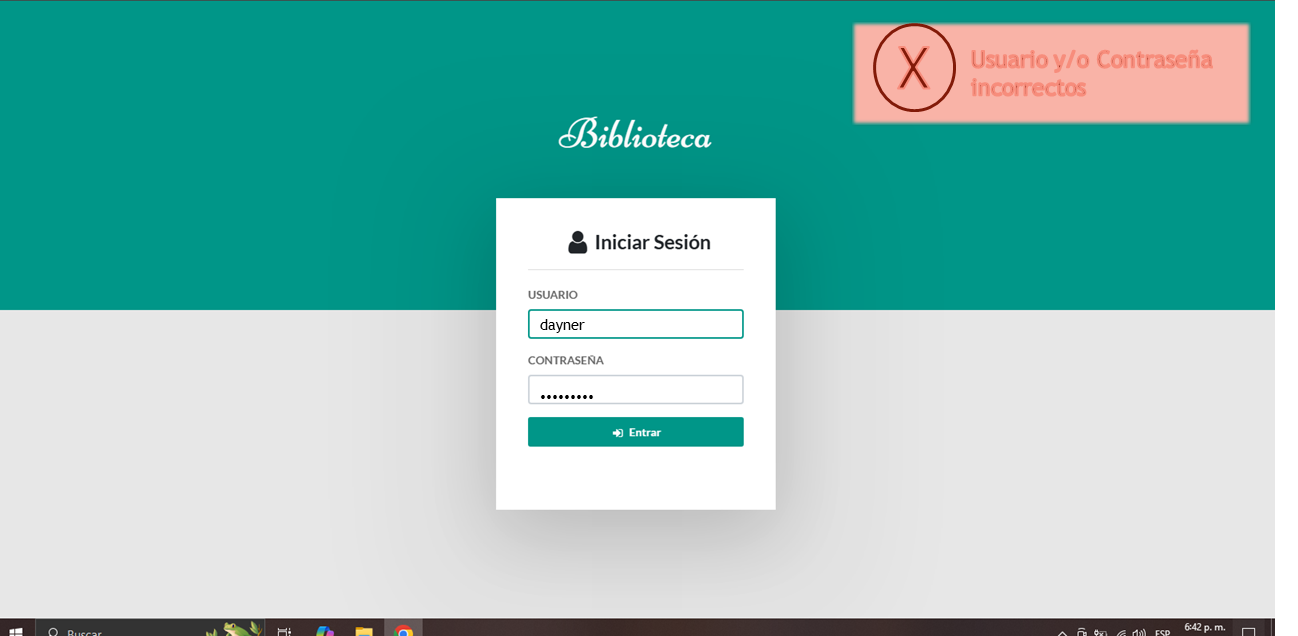 Usuario y/o Contraseña
incorrectos
Biblioteca
Iniciar Sesión
USUARIO
dayner
CONTRASEÑA
•••••••••
Entrar
Buscar
ESP
6:42 p. m.